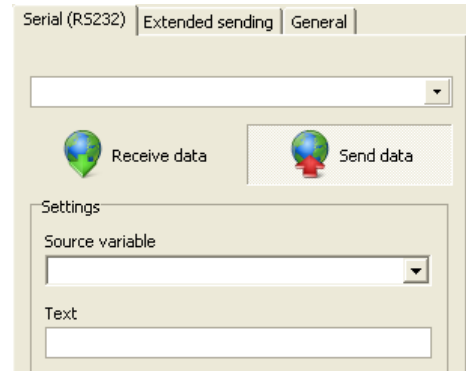 Serial (RS232) Extended sending General
Receive data Send data
Settings
Source variable
Text